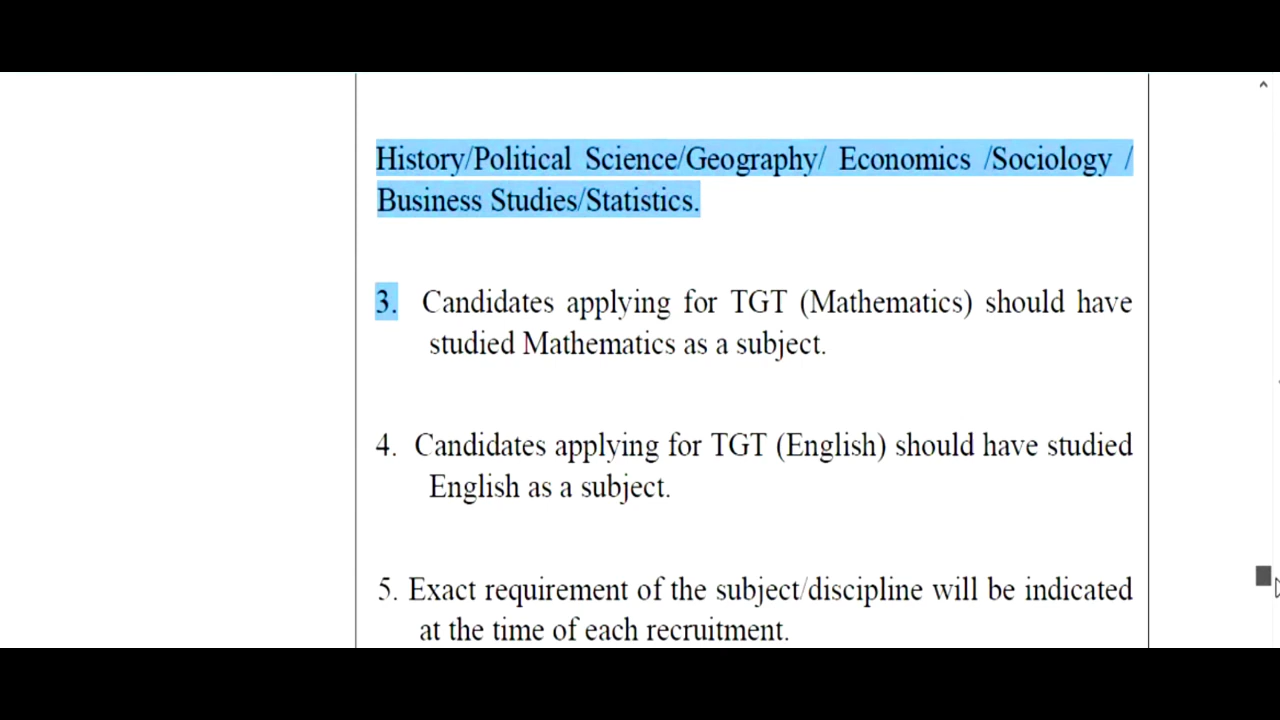 History/Political Science/Geography/ Economics /Sociology /
Business Studies/Statistics.
3. Candidates applying for TGT (Mathematics) should have
studied Mathematics as a subject.
4. Candidates applying for TGT (English) should have studied
English as a subject.
5. Exact requirement of the subject/discipline will be indicated
at the time of each recruitment.